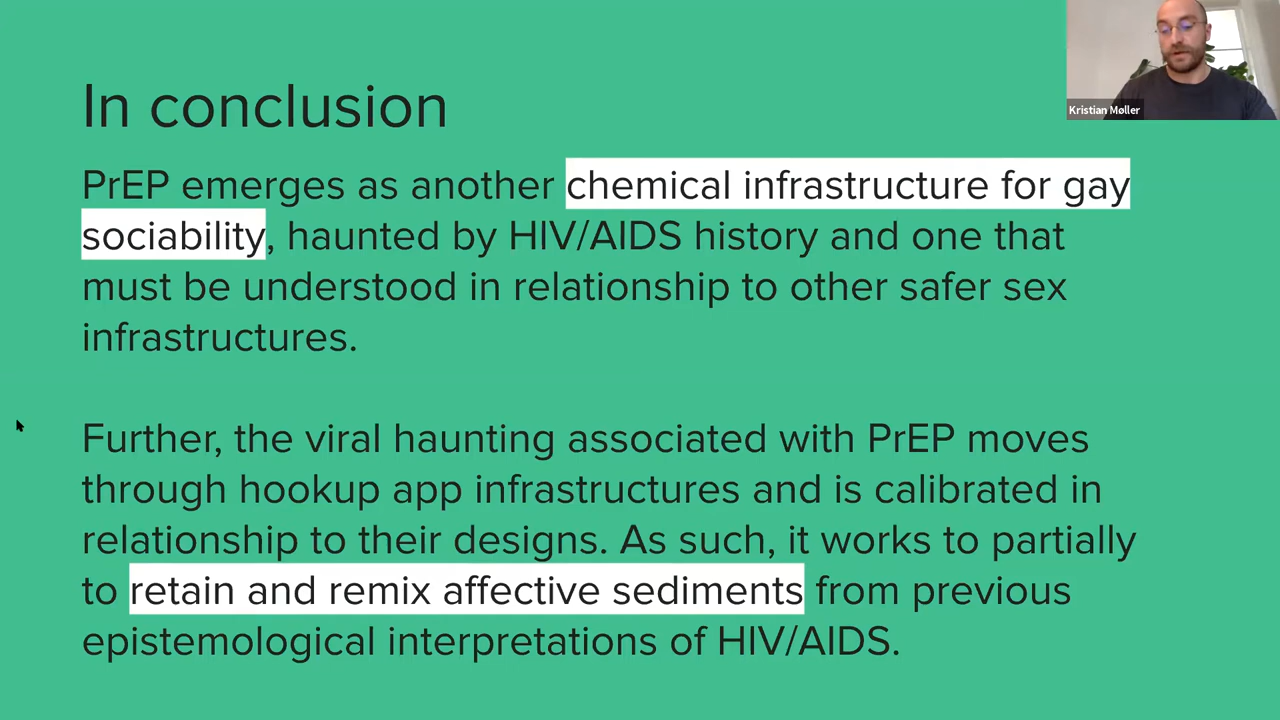 In conclusion
PrEP emerges as another chemical infrastructure for gay
sociability, haunted by HIV/AIDS history and one that
must be understood in relationship to other safer sex
infrastructures.
Further, the viral haunting associated with PrEP moves
through hookup app infrastructures and is calibrated in
relationship to their designs. As such, it works to partially
to retain and remix affective sediments from previous
epistemological interpretations of HIV/AIDS.
Kristian Møller